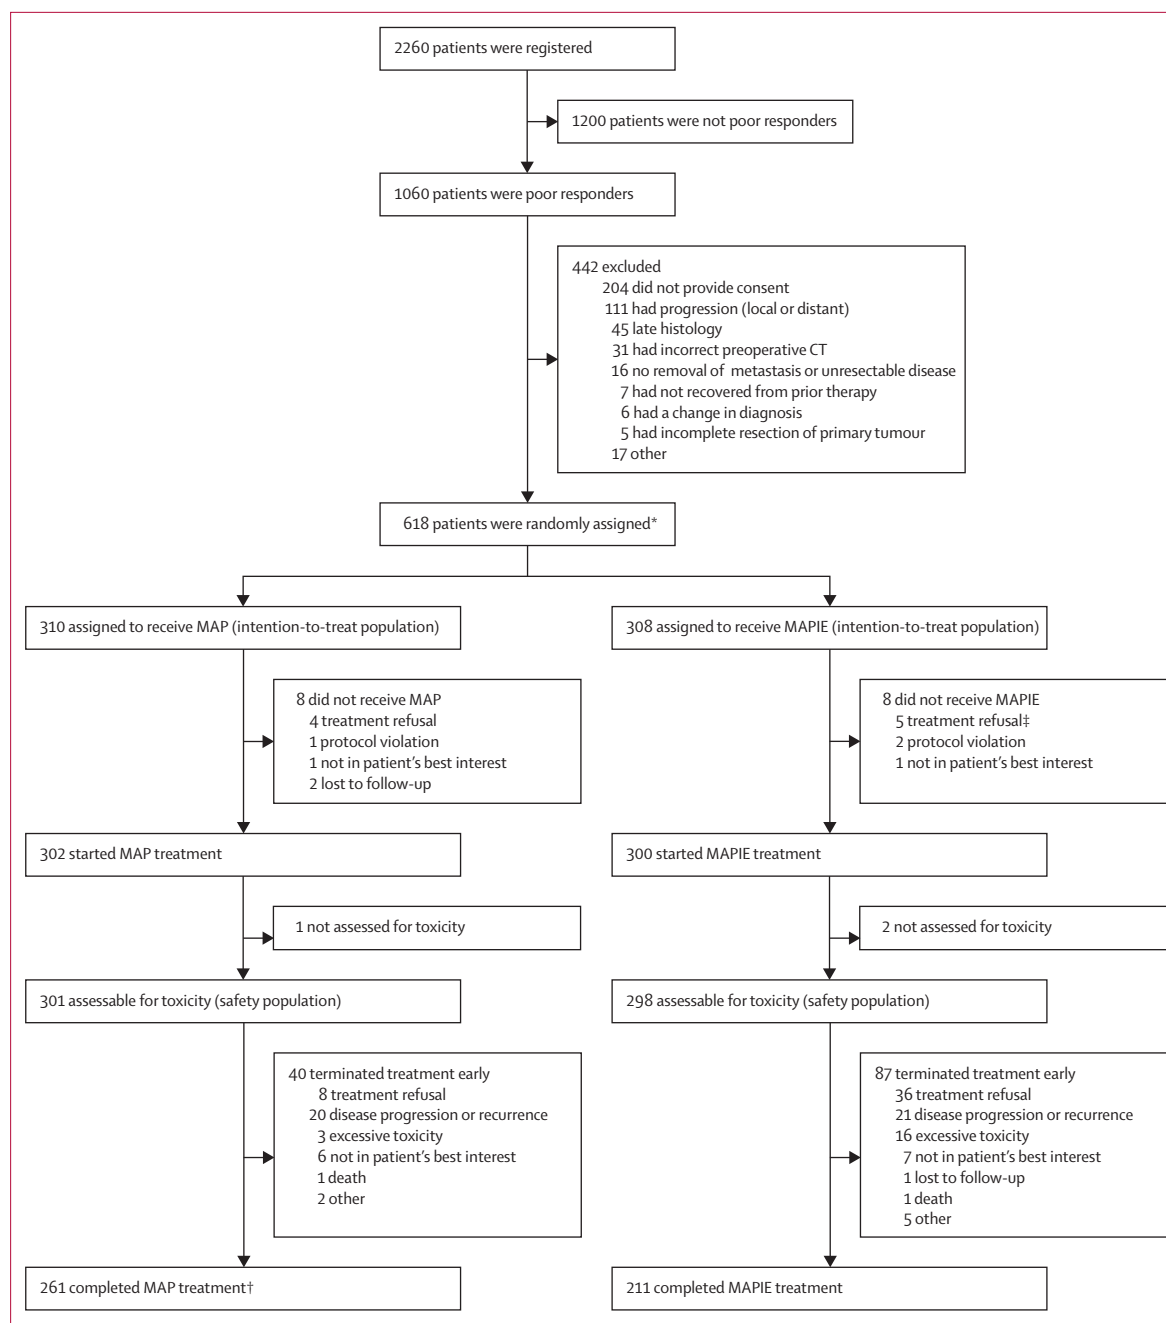 2260 patients were registered
1200 patients were not poor responders
1060 patients were poor responders
442 excluded
204 did not provide consent
111 had progression (local or distant)
45 late histology
31 had incorrect preoperative CT
16 no removal of metastasis or unresectable disease
7 had not recovered from prior therapy
6 had a change in diagnosis
5 had incomplete resection of primary tumour
17 other
618 patients were randomly assigned*
310 assigned to receive MAP (intention-to-treat population)
308 assigned to receive MAPIE (intention-to-treat population)
8 did not receive MAP
4 treatment refusal
1 protocol violation
1 not in patient's best interest
2 lost to follow-up
8 did not receive MAPIE
5 treatment refusal‡
2 protocol violation
1 not in patient's best interest
302 started MAP treatment
300 started MAPIE treatment
1 not assessed for toxicity
2 not assessed for toxicity
301 assessable for toxicity (safety population)
298 assessable for toxicity (safety population)
40 terminated treatment early
8 treatment refusal
20 disease progression or recurrence
3 excessive toxicity
6 not in patient's best interest
1 death
2 other
87 terminated treatment early
36 treatment refusal
21 disease progression or recurrence
16 excessive toxicity
7 not in patient's best interest
1 lost to follow-up
1 death
5 other
261 completed MAP treatment†
211 completed MAPIE treatment